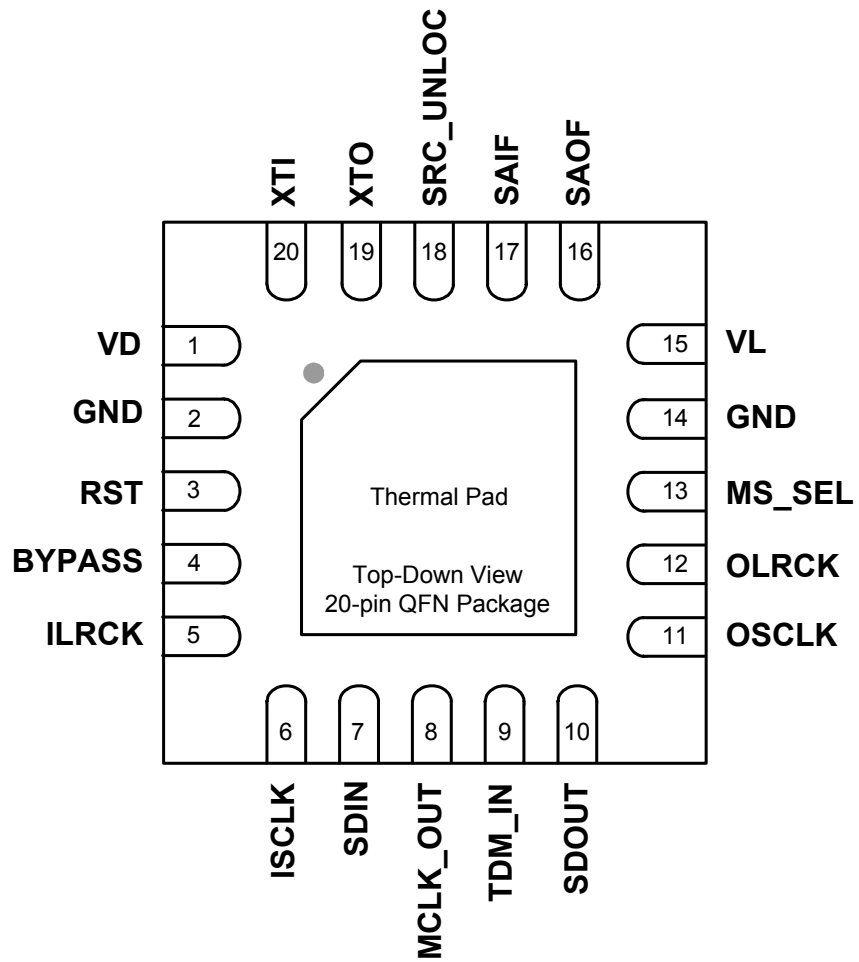 XTI
XTO
SRC_UNLOC
SAIF
SAOF
20
19
18
17
16
VD
1
15
VL
GND
2
14
GND
RST
3
13
MS_SEL
BYPASS
4
12
OLRCK
ILRCK
5
11
OSCLK
Thermal Pad
Top-Down View
20-pin QFN Package
6
7
8
9
10
ISCLK
SDIN
MCLK_OUT
TDM_IN
SDOUT